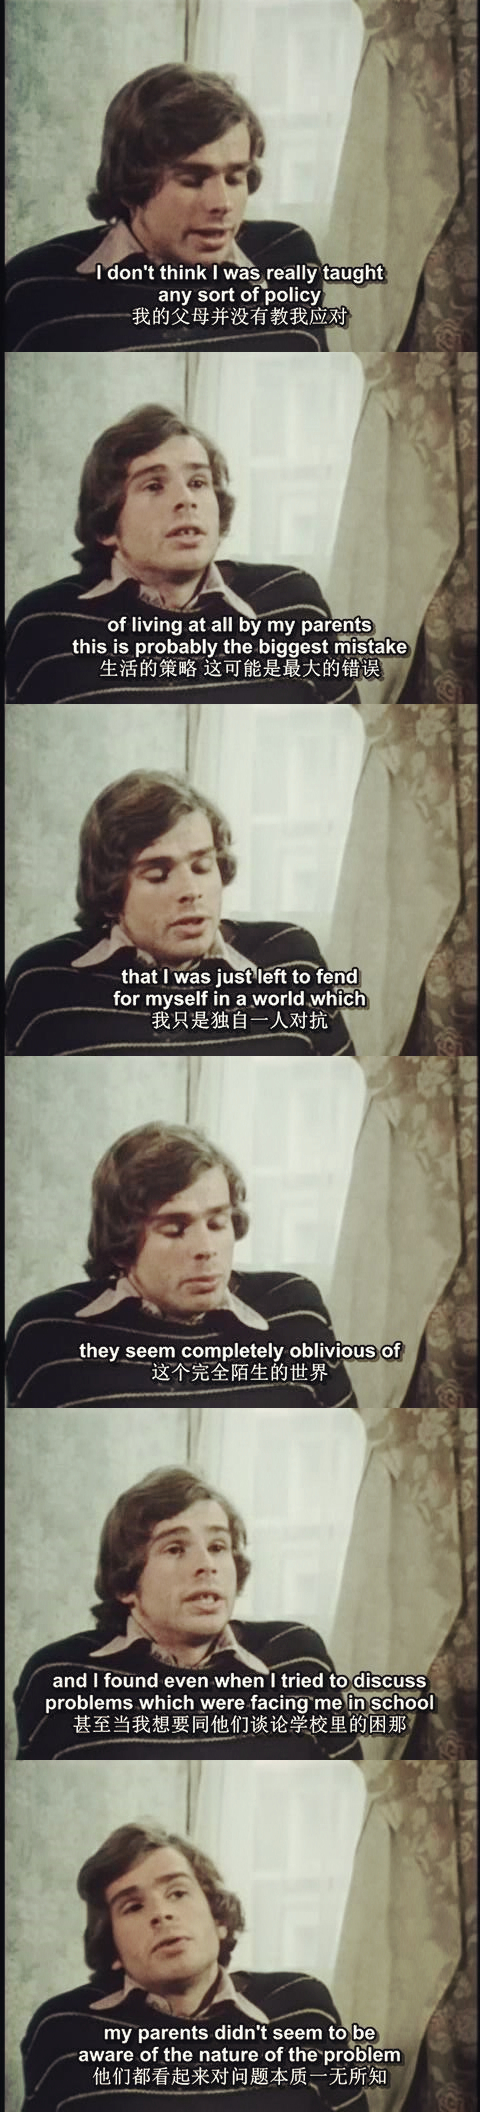 I don't think I was really taught
any sort of policy
我的父母并没有教我应对
of living at all by my parents
this is probably the biggest mistake
生活的策略 这可能是最大的错误
that I was just left to fend
for myself in a world which
我只是独自一人对抗
they seem completely oblivious of
这个完全陌生的世界
and I found even when I tried to discuss
problems which were facing me in school
甚至当我想要同他们谈论学校里的困那
my parents didn't seem to be
aware of the nature of the problem
他们都看起来对问题本质一无所知